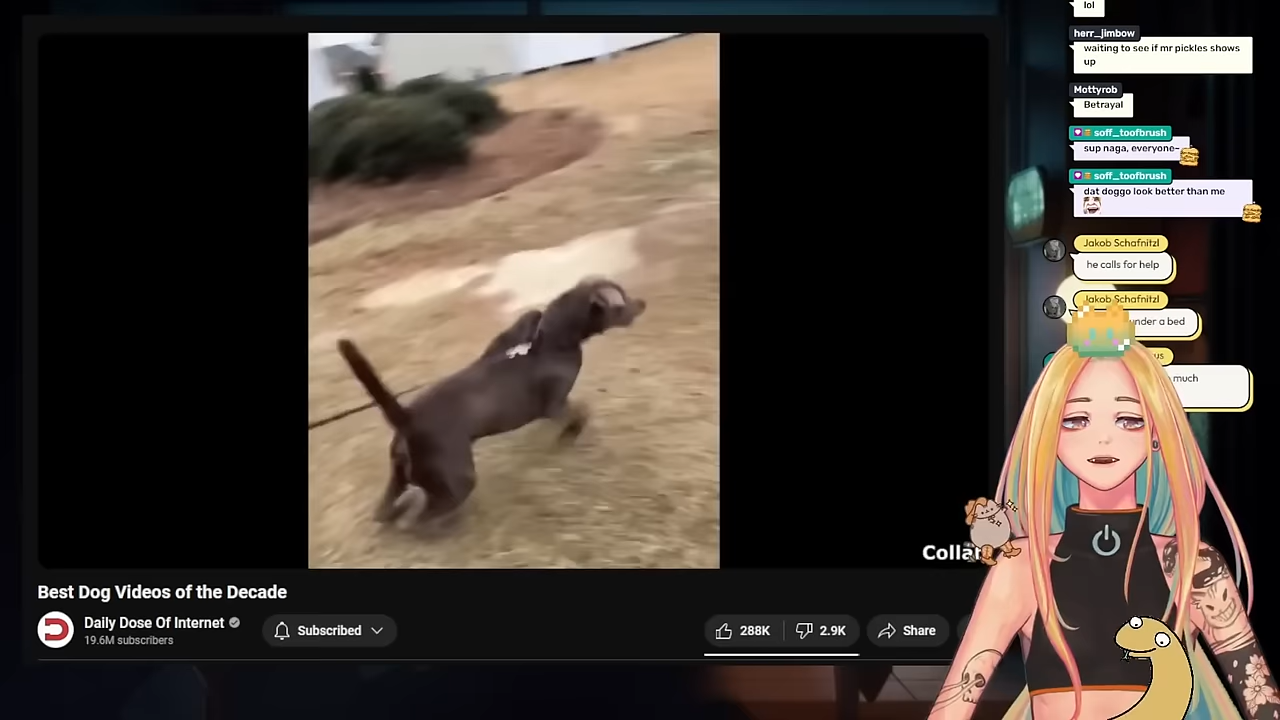 lol
herr_jimbow
waiting to see if mr pickles shows
up
Mottyrob
Betrayal
soff_toofbrush
sup naga, everyone~
soff_toofbrush
dat doggo look better than me
Jakob Schafnitzl
he calls for help
Jakob Schafnitzl
under a bed
us
much
Collar
Best Dog Videos of the Decade
Daily Dose Of Internet
19.6M subscribers
Subscribed
288K
2.9K
Share